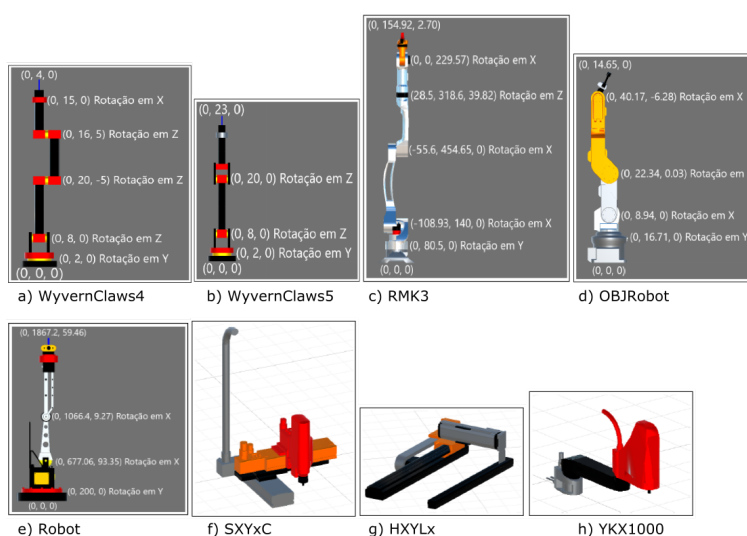 (0, 4, 0)
(0, 15, 0) Rotação em X
(0, 16, 5) Rotação em Z
(0, 20, -5) Rotação em Z
(0, 8, 0) Rotação em Z
(0, 2, 0) Rotação em Y
(0, 0, 0)
a) WyvernClaws4
(0, 23, 0)
(0, 20, 0) Rotação em Z
(0, 8, 0) Rotação em Z
(0, 2, 0) Rotação em Y
(0, 0, 0)
b) WyvernClaws5
(0, 154.92, 2.70)
(0, 0, 229.57) Rotação em X
(28.5, 318.6, 39.82) Rotação em Z
(-55.6, 454.65, 0) Rotação em X
(-108.93, 140, 0) Rotação em X
(0, 80.5, 0) Rotação em Y
(0, 0, 0)
c) RMK3
(0, 14.65, 0)
(0, 40.17, -6.28) Rotação em X
(0, 22.34, 0.03) Rotação em
(0, 8.94, 0) Rotação em X
(0, 16.71, 0) Rotação em Y
(0, 0, 0)
d) OBJRobot
(0, 1867.2, 59.46)
(0, 1066.4, 9.27) Rotação em X
(0, 677.06, 93.35) Rotação em X
(0, 200, 0) Rotação em Y
(0, 0, 0)
e) Robot
f) SXYxC
g) HXYLx
h) YKX1000